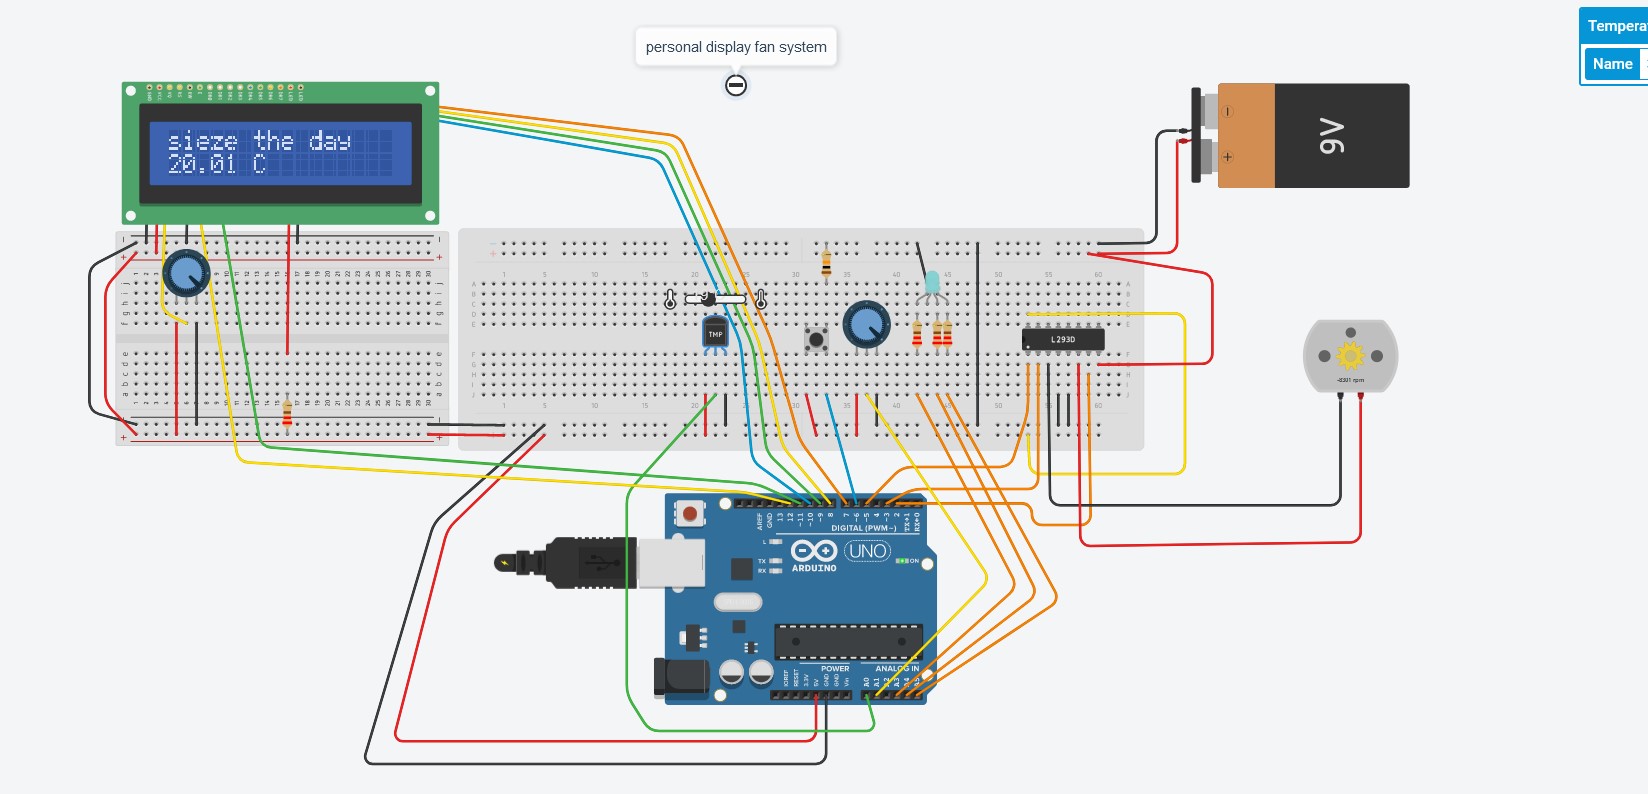 personal display fan system
Tempera
Name
sieze the day
20.01 C
9V
TMP
L293D
-8301 rpm
AREF
GND
13
12
~11
~10
~9
8
7
~6
~5
4
~3
2
TX→1
RX←0
DIGITAL (PWM~)
L
TX
RX
UNO
ON
ARDUINO
POWER
ANALOG IN
IOREF
RESET
3.3V
5V
GND
GND
Vin
A0
A1
A2
A3
A4
A5